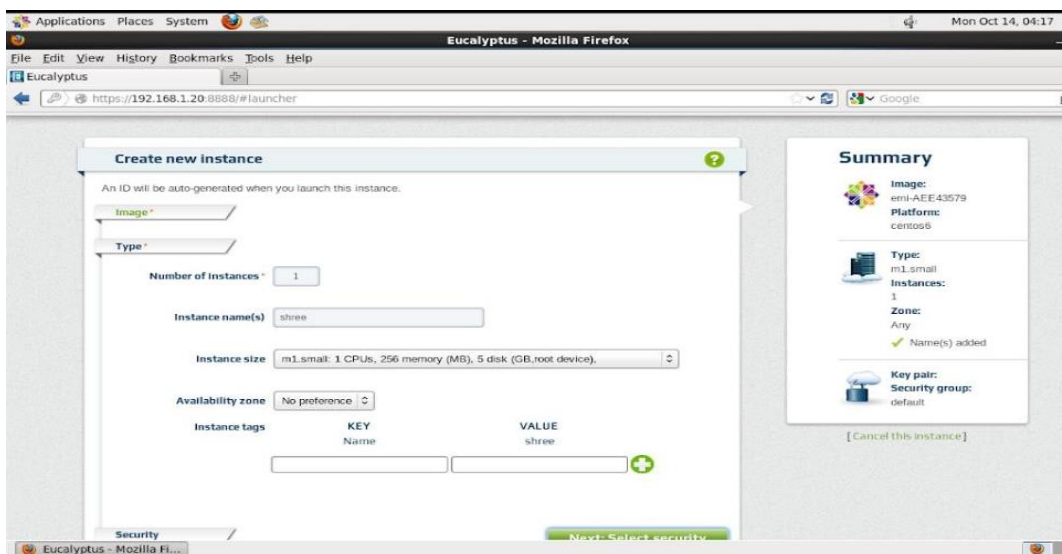 Applications Places System Mon Oct 14, 04:17
Eucalyptus - Mozilla Firefox
File Edit View History Bookmarks Tools Help
Eucalyptus
https://192.168.1.20:8888/#launcher
Google
Create new instance
?
An ID will be auto-generated when you launch this instance.
Image*
Type*
Number of Instances* 1
Instance name(s) shree
Instance size m1.small: 1 CPUs, 256 memory (MB), 5 disk (GB,root device),
Availability zone No preference
Instance tags KEY VALUE
Name shree
Security
Next: Select security
Summary
Image:
emi-AEE43579
Platform:
centos6
Type:
m1.small
Instances:
1
Zone:
Any
Name(s) added
Key pair:
Security group:
default
[Cancel this instance]
Eucalyptus - Mozilla Fi...